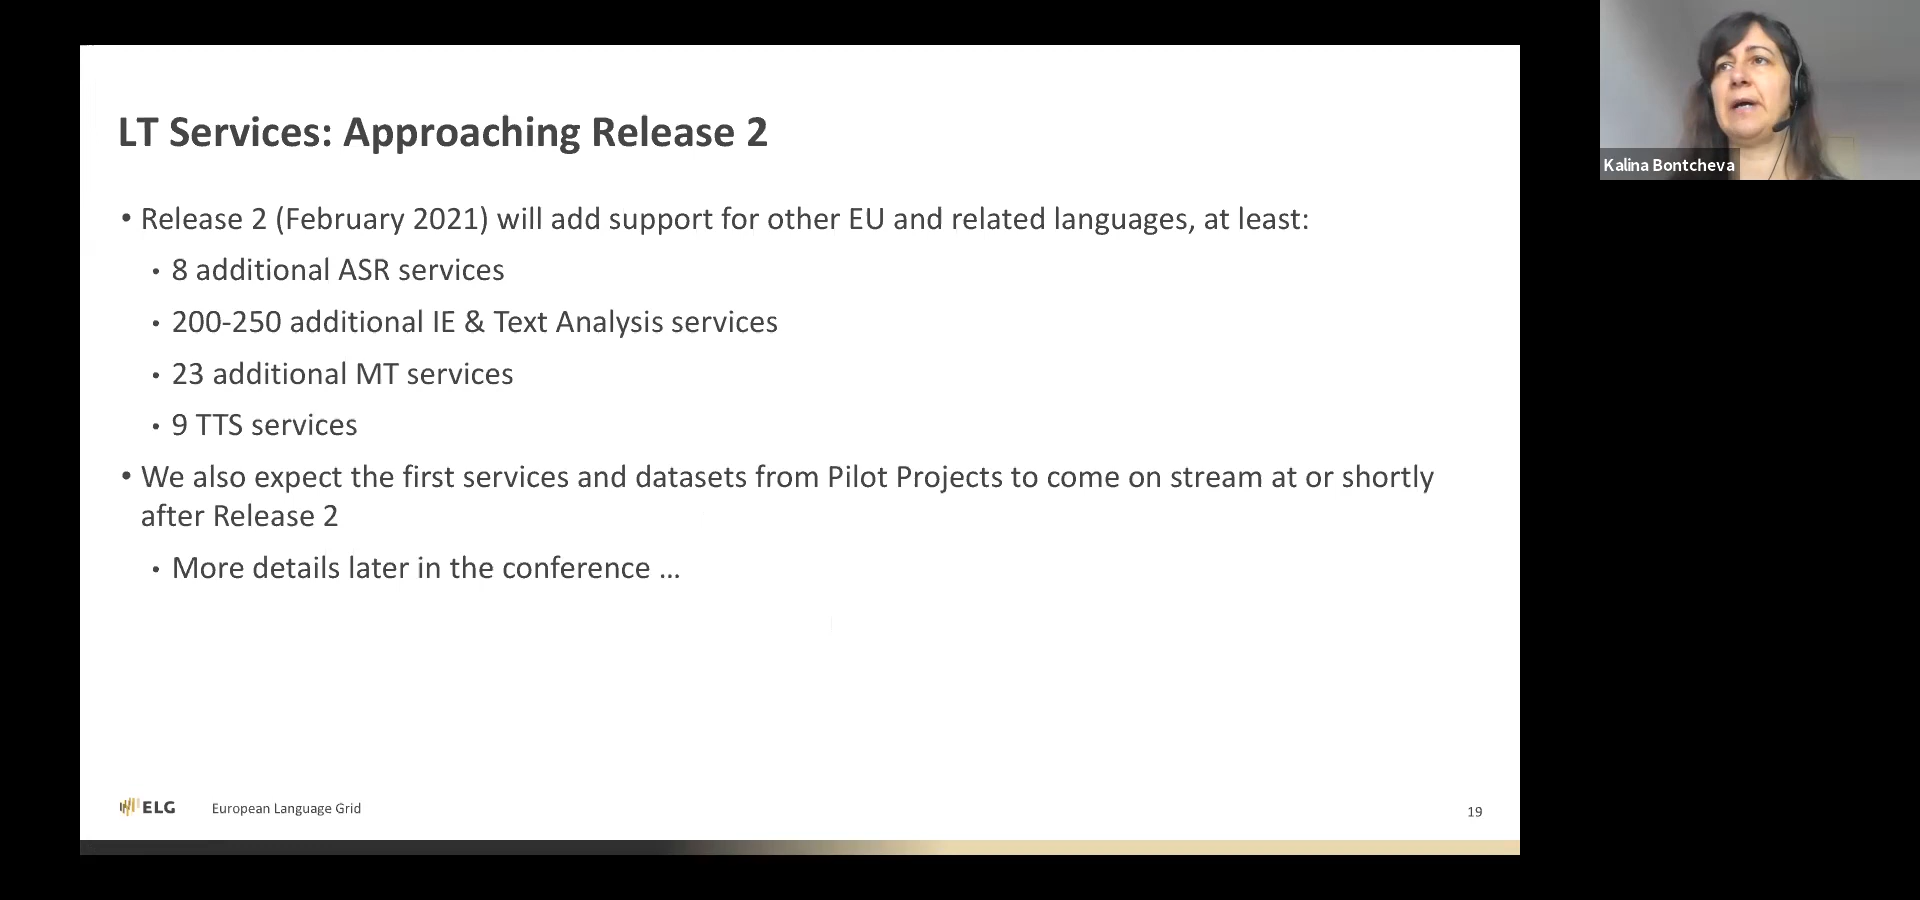 LT Services: Approaching Release 2
• Release 2 (February 2021) will add support for other EU and related languages, at least:
• 8 additional ASR services
• 200-250 additional IE & Text Analysis services
• 23 additional MT services
• 9 TTS services
• We also expect the first services and datasets from Pilot Projects to come on stream at or shortly
after Release 2
• More details later in the conference ...
ELG European Language Grid
19
Kalina Bontcheva